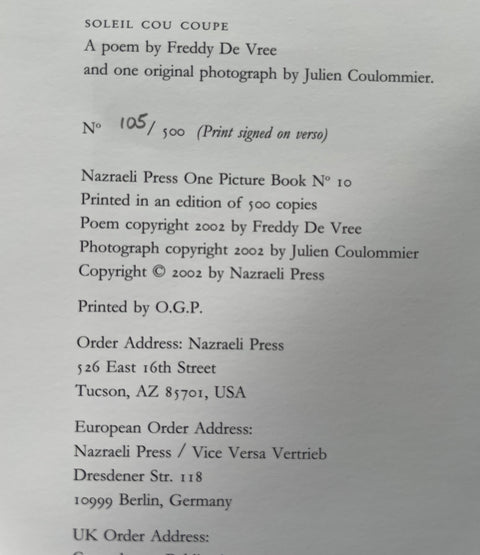 SOLEIL COU COUPE
A poem by Freddy De Vree
and one original photograph by Julien Coulommier.
Nº 105/ 500 (Print signed on verso)
Nazraeli Press One Picture Book Nº 10
Printed in an edition of 500 copies
Poem copyright 2002 by Freddy De Vree
Photograph copyright 2002 by Julien Coulommier
Copyright © 2002 by Nazraeli Press
Printed by O.G.P.
Order Address: Nazraeli Press
526 East 16th Street
Tucson, AZ 85701, USA
European Order Address:
Nazraeli Press / Vice Versa Vertrieb
Dresdener Str. 118
10999 Berlin, Germany
UK Order Address: